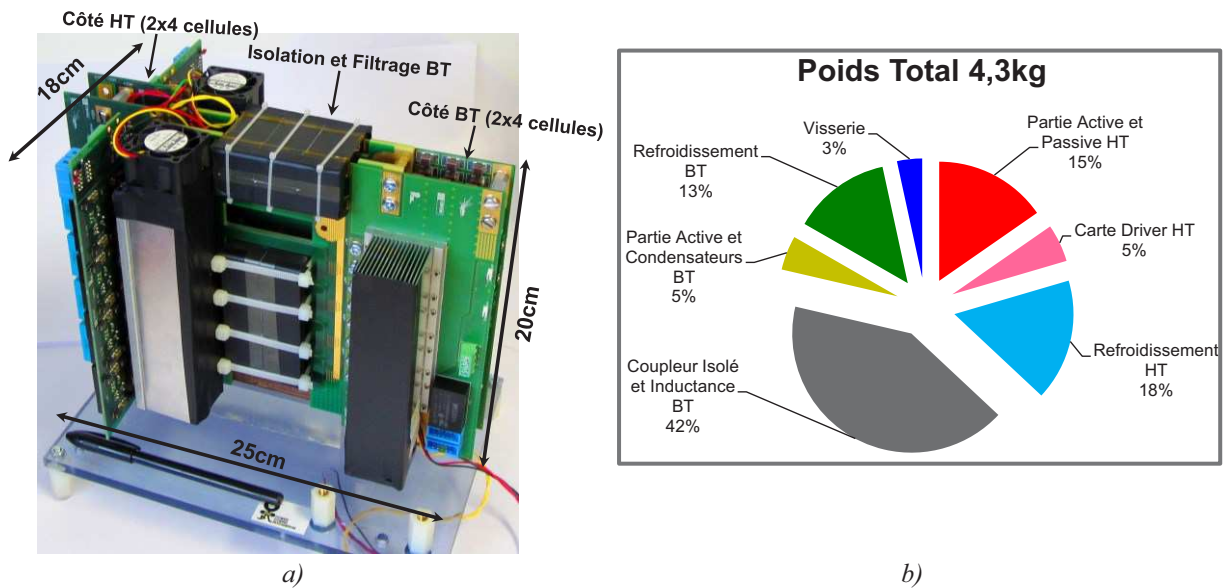 Côté HT (2x4 cellules)
Isolation et Filtrage BT
18cm
Côté BT (2x4 cellules)
20cm
25cm
a)
Poids Total 4,3kg
Visserie
3%
Partie Active et
Passive HT
15%
Refroidissement
BT
13%
Carte Driver HT
5%
Partie Active et
Condensateurs
BT
5%
Refroidissement
HT
18%
Coupleur Isolé
et Inductance
BT
42%
b)